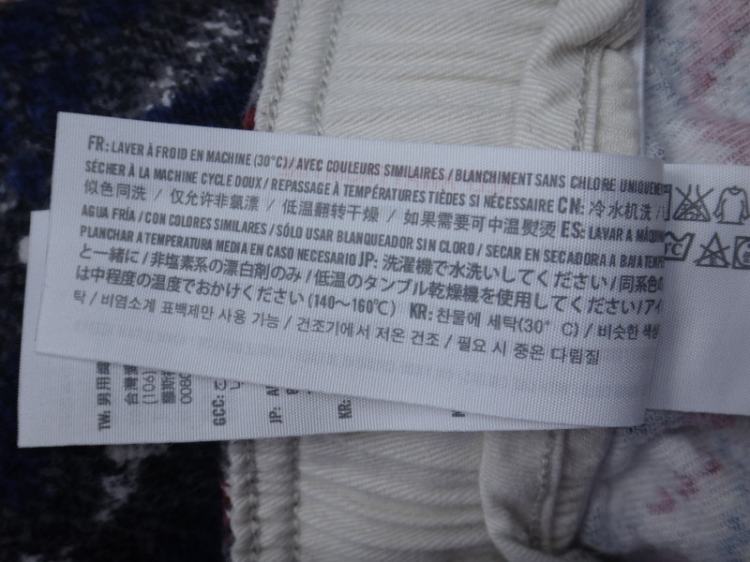 FR: LAVER À FROID EN MACHINE (30°C) / AVEC COULEURS SIMILAIRES / BLANCHIMENT SANS CHLORE UNIQUEME
SÉCHER À LA MACHINE CYCLE DOUX / REPASSAGE À TEMPÉRATURES TIÈDES SI NÉCESSAIRE CN: 冷水机洗 /
似色同洗 / 仅允许非氯漂 / 低温翻转干燥 / 如果需要可中温熨烫 ES: LAVAR A MÁQUIN
AGUA FRÍA / CON COLORES SIMILARES / SÓLO USAR BLANQUEADOR SIN CLORO / SECAR EN SECADORA A BAJA TEMPE
PLANCHAR A TEMPERATURA MEDIA EN CASO NECESARIO JP: 洗濯機で水洗いしてください / 同系色の
と一緒に / 非塩素系の漂白剤のみ / 低温のタンブル乾燥機を使用してください / アイ
は中程度の温度でおかけください (140～160℃) KR: 찬물에 세탁(30° C) / 비슷한 색상
탁 / 비염소계 표백제만 사용 가능 / 건조기에서 저온 건조 / 필요 시 중온 다림질
TW: 男用
台灣
(106)
008
GCC:
JP: A
KR: